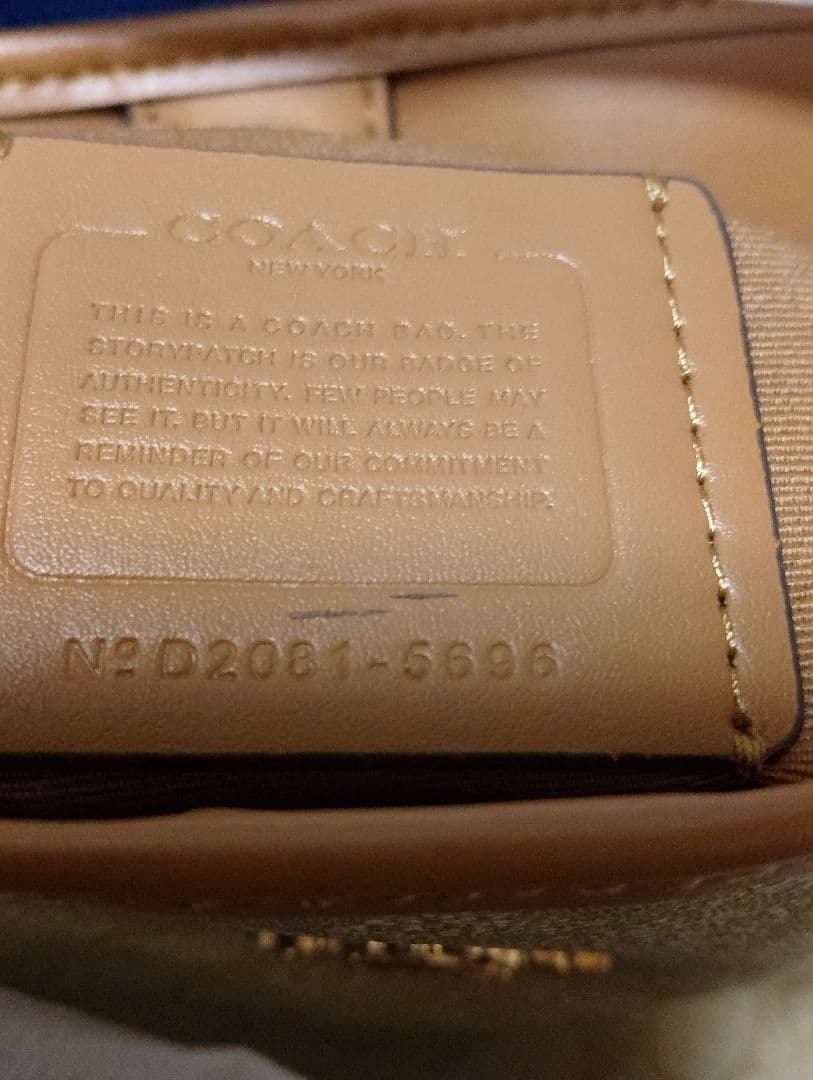 COACH
NEW YORK
THIS IS A COACH BAG. THE
STORYPATCH IS OUR BADGE OF
AUTHENTICITY. FEW PEOPLE MAY
SEE IT. BUT IT WILL ALWAYS BE A
REMINDER OF OUR COMMITMENT
TO QUALITY AND CRAFTSMANSHIP.
Nº D2081-5696